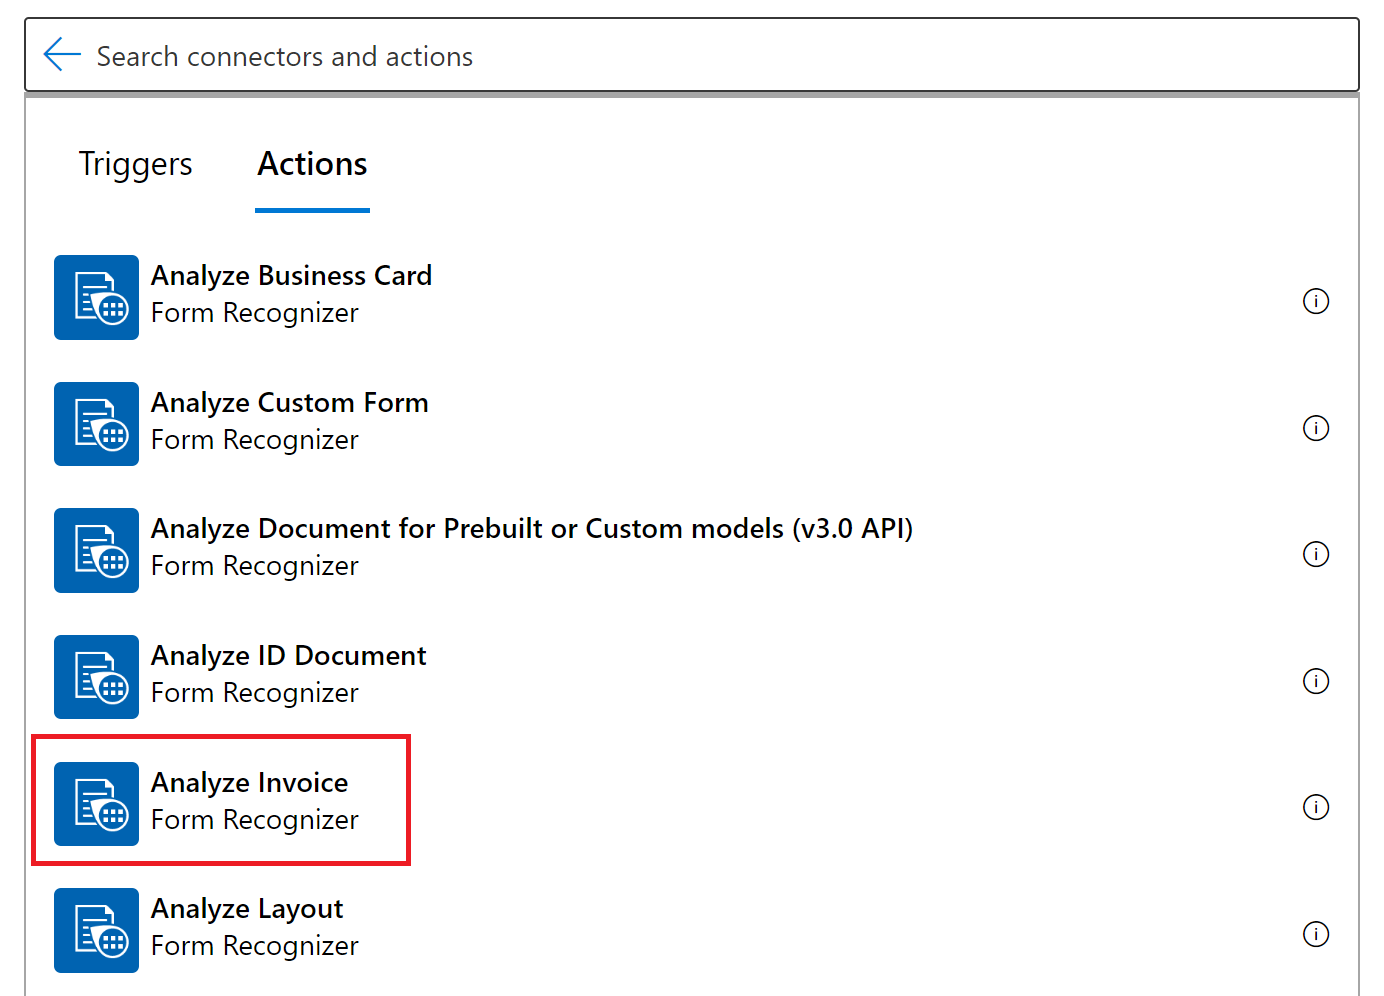 Search connectors and actions
Triggers Actions
Analyze Business Card
Form Recognizer
Analyze Custom Form
Form Recognizer
Analyze Document for Prebuilt or Custom models (v3.0 API)
Form Recognizer
Analyze ID Document
Form Recognizer
Analyze Invoice
Form Recognizer
Analyze Layout
Form Recognizer